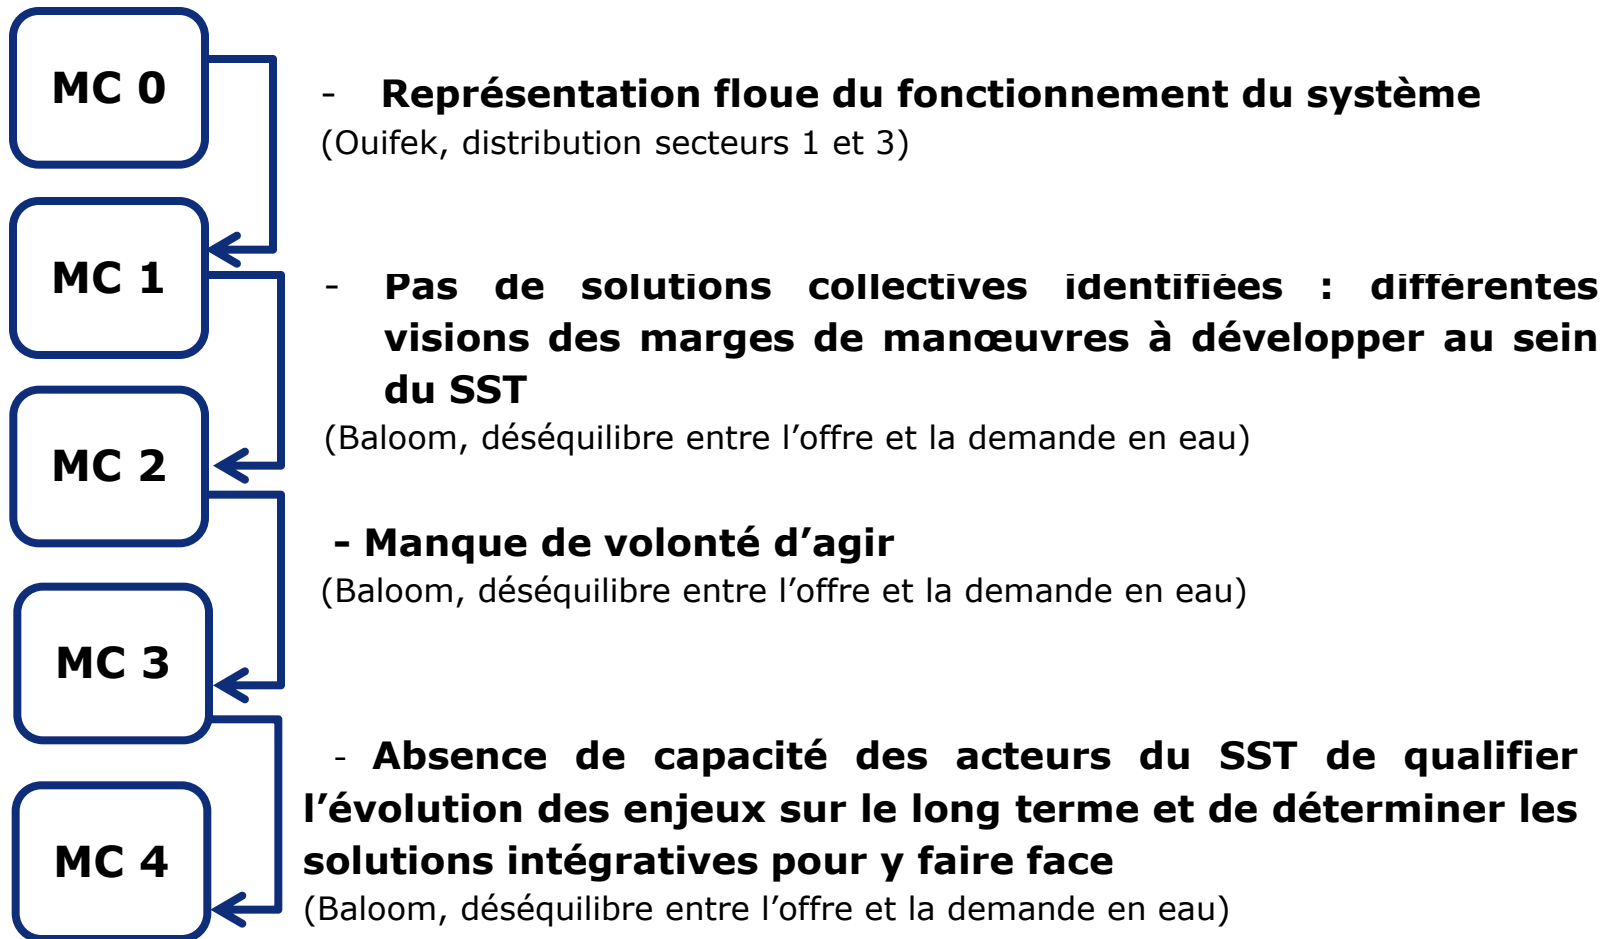 MC 0
- Représentation floue du fonctionnement du système
(Ouifek, distribution secteurs 1 et 3)
MC 1
- Pas de solutions collectives identifiées : différentes
visions des marges de manœuvres à développer au sein
du SST
(Baloom, déséquilibre entre l’offre et la demande en eau)
MC 2
- Manque de volonté d’agir
(Baloom, déséquilibre entre l’offre et la demande en eau)
MC 3
- Absence de capacité des acteurs du SST de qualifier
l’évolution des enjeux sur le long terme et de déterminer les
solutions intégratives pour y faire face
(Baloom, déséquilibre entre l’offre et la demande en eau)
MC 4